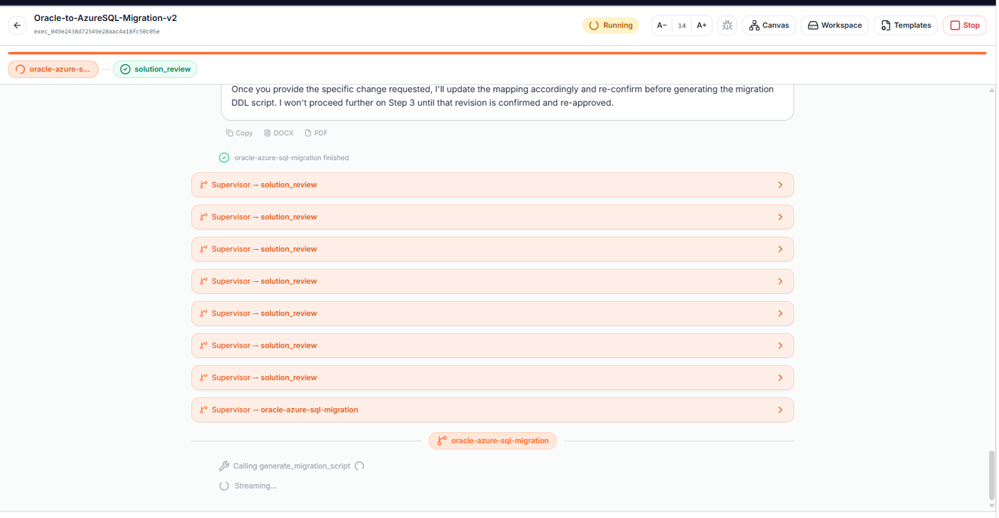 Oracle-to-AzureSQL-Migration-v2
exec_049e2438d72549e28aac4a18fc50c05e
Running
A−
14
A+
Canvas
Workspace
Templates
Stop
oracle-azure-s...
solution_review
Once you provide the specific change requested, I'll update the mapping accordingly and re-confirm before generating the migration
DDL script. I won't proceed further on Step 3 until that revision is confirmed and re-approved.
Copy
DOCX
PDF
oracle-azure-sql-migration finished
Supervisor → solution_review
Supervisor → solution_review
Supervisor → solution_review
Supervisor → solution_review
Supervisor → solution_review
Supervisor → solution_review
Supervisor → solution_review
Supervisor → oracle-azure-sql-migration
oracle-azure-sql-migration
Calling generate_migration_script
Streaming...